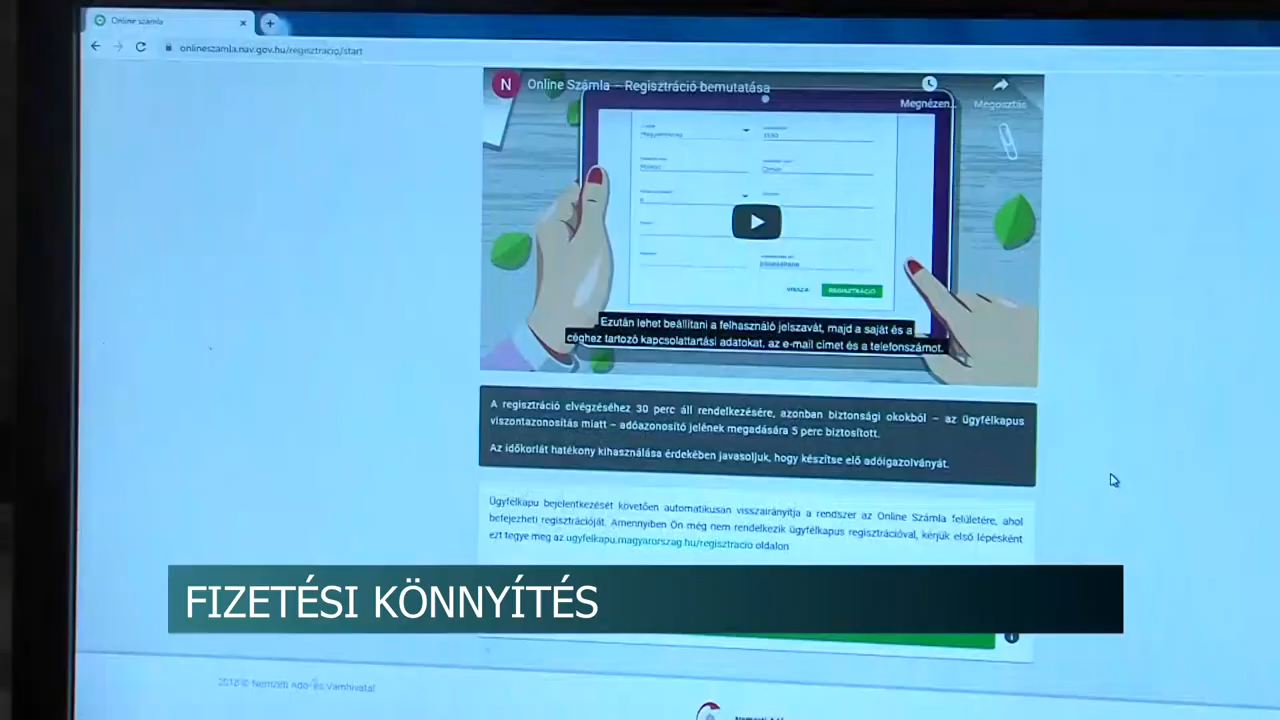 Online számla
onlineszamla.nav.gov.hu/regisztracio/start
N Online Számla – Regisztráció bemutatása
Megnézen...
Megosztás
VISSZA
REGISZTRÁCIÓ
Ezután lehet beállítani a felhasználó jelszavát, majd a saját és a
céghez tartozó kapcsolattartási adatokat, az e-mail címet és a telefonszámot.
A regisztráció elvégzéséhez 30 perc áll rendelkezésére, azonban biztonsági okokból – az ügyfélkapus
viszontazonosítás miatt – adóazonosító jelének megadására 5 perc biztosított.
Az időkorlát hatékony kihasználása érdekében javasoljuk, hogy készítse elő adóigazolványát.
Ügyfélkapu bejelentkezését követően automatikusan visszairányítja a rendszer az Online Számla felületére, ahol
befejezheti regisztrációját. Amennyiben Ön még nem rendelkezik ügyfélkapus regisztrációval, kérjük első lépésként
ezt tegye meg az ugyfelkapu.magyarorszag.hu/regisztracio oldalon
FIZETÉSI KÖNNYÍTÉS
2018 © Nemzeti Adó- és Vámhivatal